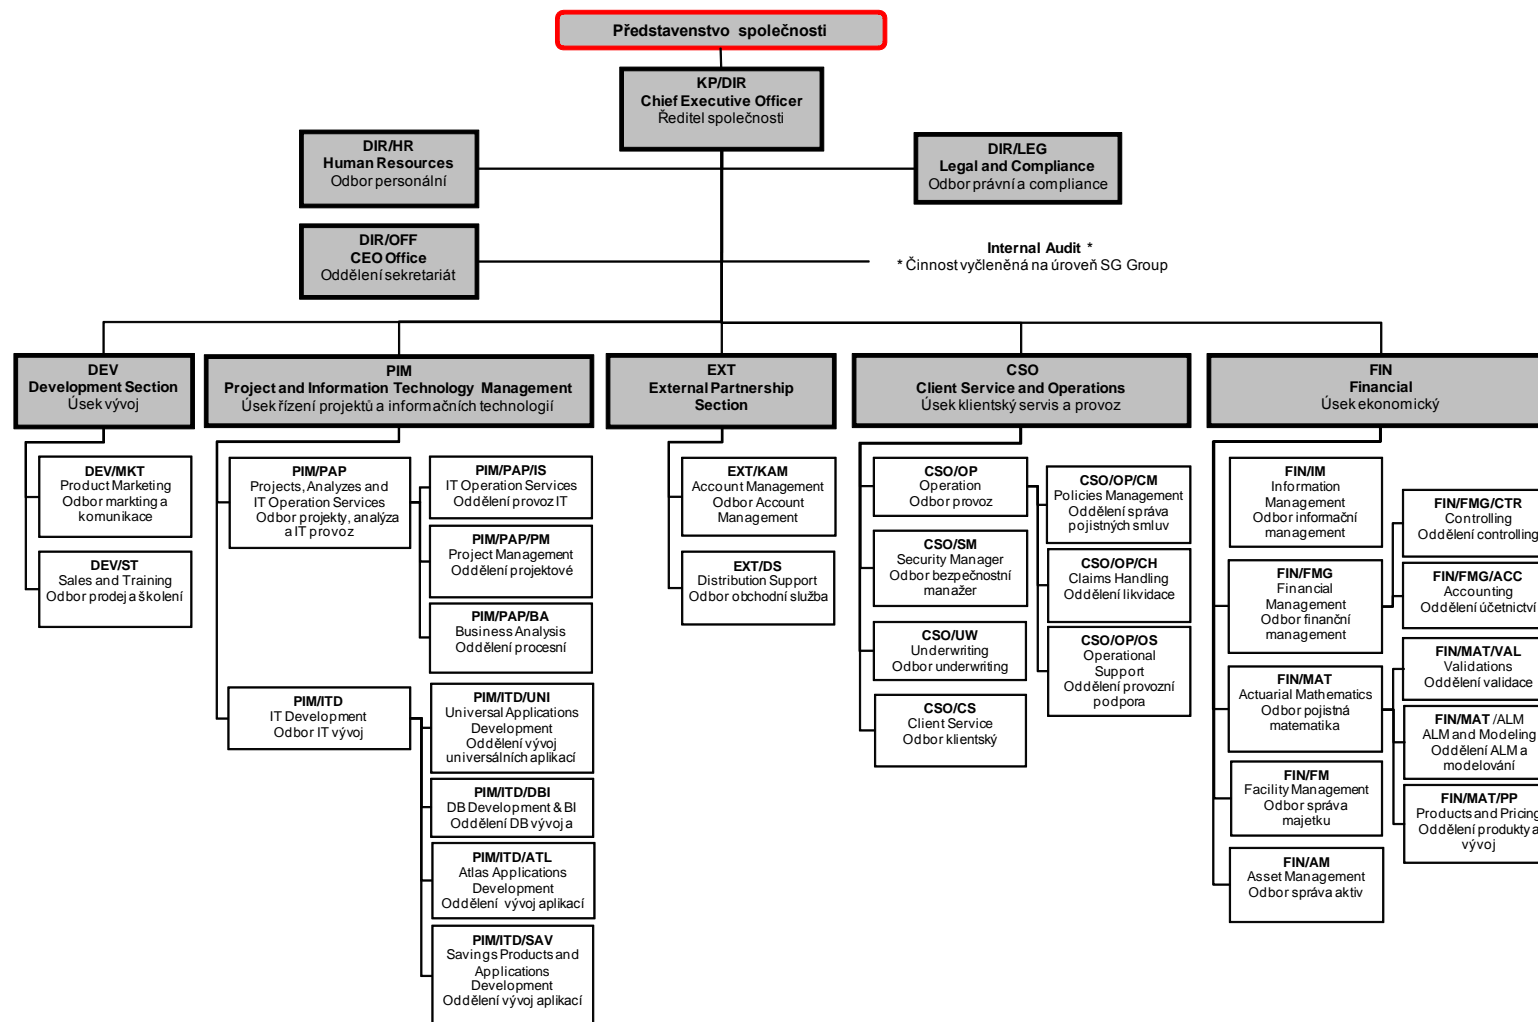 Představenstvo společnosti
KP/DIR
Chief Executive Officer
Ředitel společnosti
DIR/HR
Human Resources
Odbor personální
DIR/LEG
Legal and Compliance
Odbor právní a compliance
DIR/OFF
CEO Office
Oddělení sekretariát
Internal Audit *
* Činnost vyčleněná na úroveň SG Group
DEV
Development Section
Úsek vývoj
PIM
Project and Information Technology Management
Úsek řízení projektů a informačních technologií
EXT
External Partnership
Section
CSO
Client Service and Operations
Úsek klientský servis a provoz
FIN
Financial
Úsek ekonomický
DEV/MKT
Product Marketing
Odbor markting a
komunikace
DEV/ST
Sales and Training
Odbor prodej a školení
PIM/PAP
Projects, Analyzes and
IT Operation Services
Odbor projekty, analýza
a IT provoz
PIM/ITD
IT Development
Odbor IT vývoj
PIM/PAP/IS
IT Operation Services
Oddělení provoz IT
PIM/PAP/PM
Project Management
Oddělení projektové
PIM/PAP/BA
Business Analysis
Oddělení procesní
PIM/ITD/UNI
Universal Applications
Development
Oddělení vývoj
universálních aplikací
PIM/ITD/DBI
DB Development & BI
Oddělení DB vývoj a
PIM/ITD/ATL
Atlas Applications
Development
Oddělení vývoj aplikací
PIM/ITD/SAV
Savings Products and
Applications
Development
Oddělení vývoj aplikací
EXT/KAM
Account Management
Odbor Account
Management
EXT/DS
Distribution Support
Odbor obchodní služba
CSO/OP
Operation
Odbor provoz
CSO/SM
Security Manager
Odbor bezpečnostní
manažer
CSO/UW
Underwriting
Odbor underwriting
CSO/CS
Client Service
Odbor klientský
CSO/OP/CM
Policies Management
Oddělení správa
pojistných smluv
CSO/OP/CH
Claims Handling
Oddělení likvidace
CSO/OP/OS
Operational
Support
Oddělení provozní
podpora
FIN/IM
Information
Management
Odbor informační
management
FIN/FMG
Financial
Management
Odbor finanční
management
FIN/MAT
Actuarial Mathematics
Odbor pojistná
matematika
FIN/FM
Facility Management
Odbor správa
majetku
FIN/AM
Asset Management
Odbor správa aktiv
FIN/FMG/CTR
Controlling
Oddělení controlling
FIN/FMG/ACC
Accounting
Oddělení účetnictví
FIN/MAT/VAL
Validations
Oddělení validace
FIN/MAT /ALM
ALM and Modeling
Oddělení ALM a
modelování
FIN/MAT/PP
Products and Pricing
Oddělení produkty a
vývoj